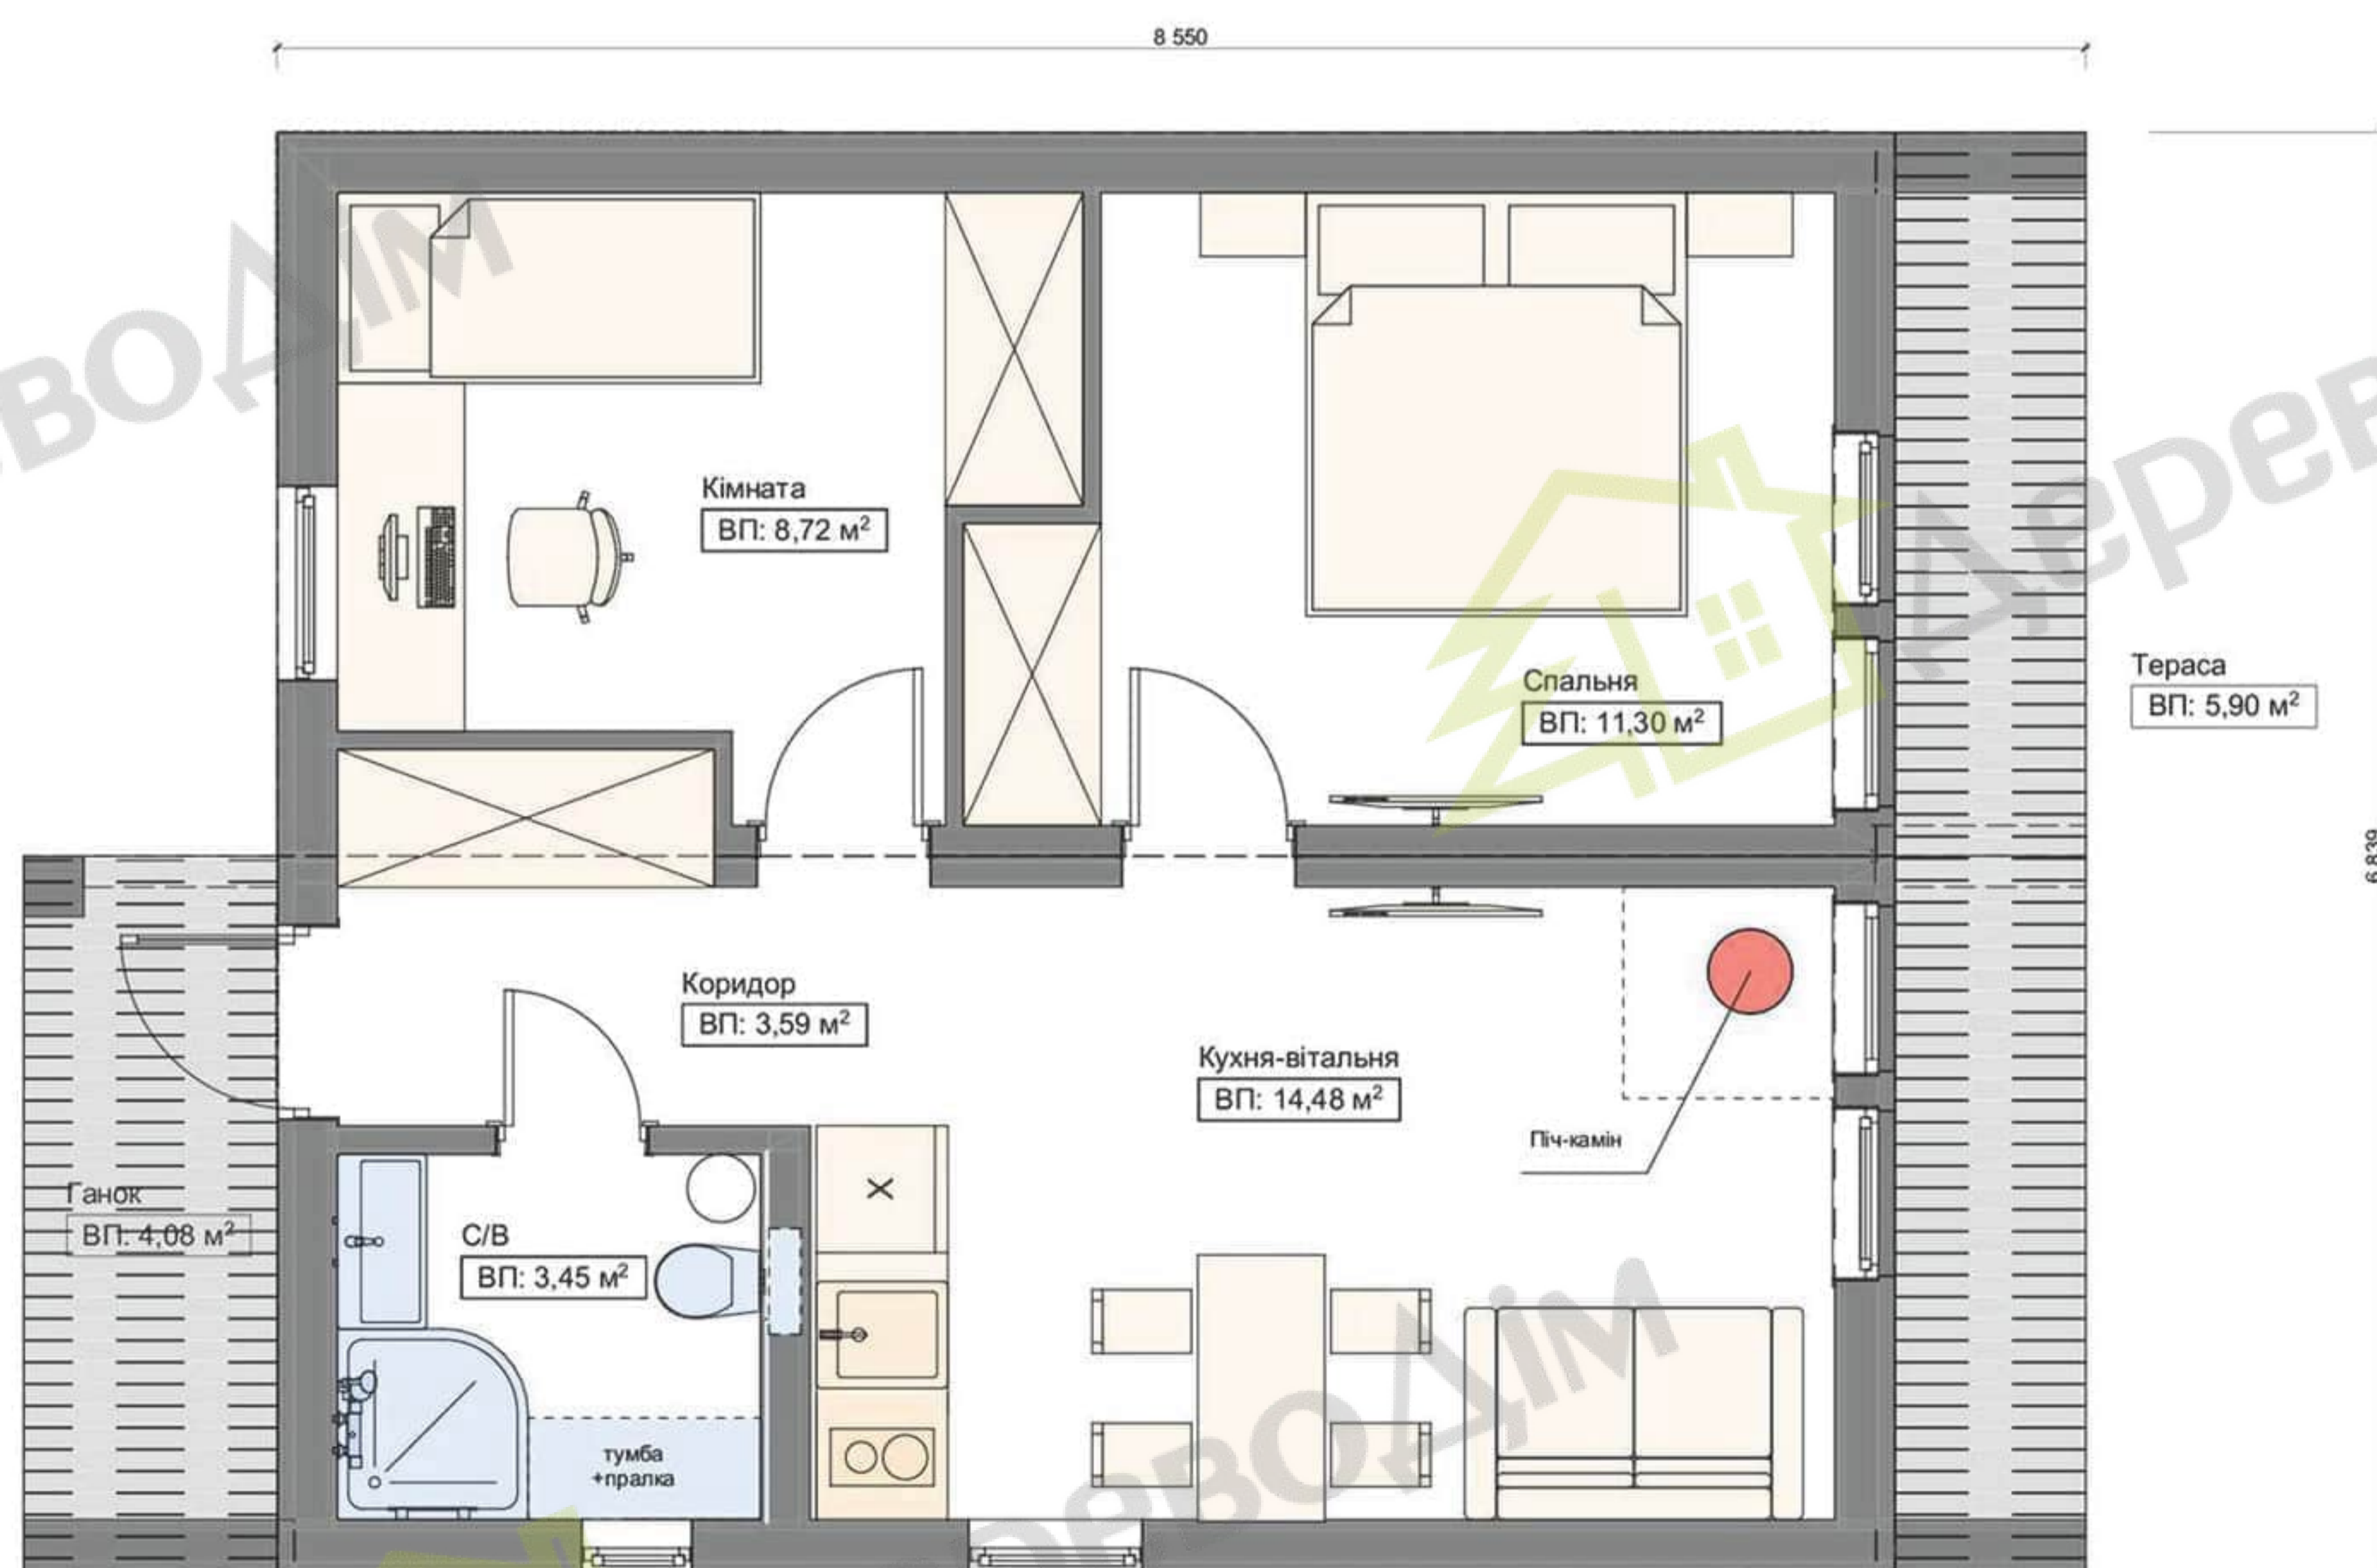 8 550
Кімната
ВП: 8,72 м²
Спальня
ВП: 11,30 м²
Тераса
ВП: 5,90 м²
6 839
Коридор
ВП: 3,59 м²
Кухня-вітальня
ВП: 14,48 м²
Піч-камін
Ганок
ВП: 4,08 м²
С/В
ВП: 3,45 м²
X
тумба
+пралка